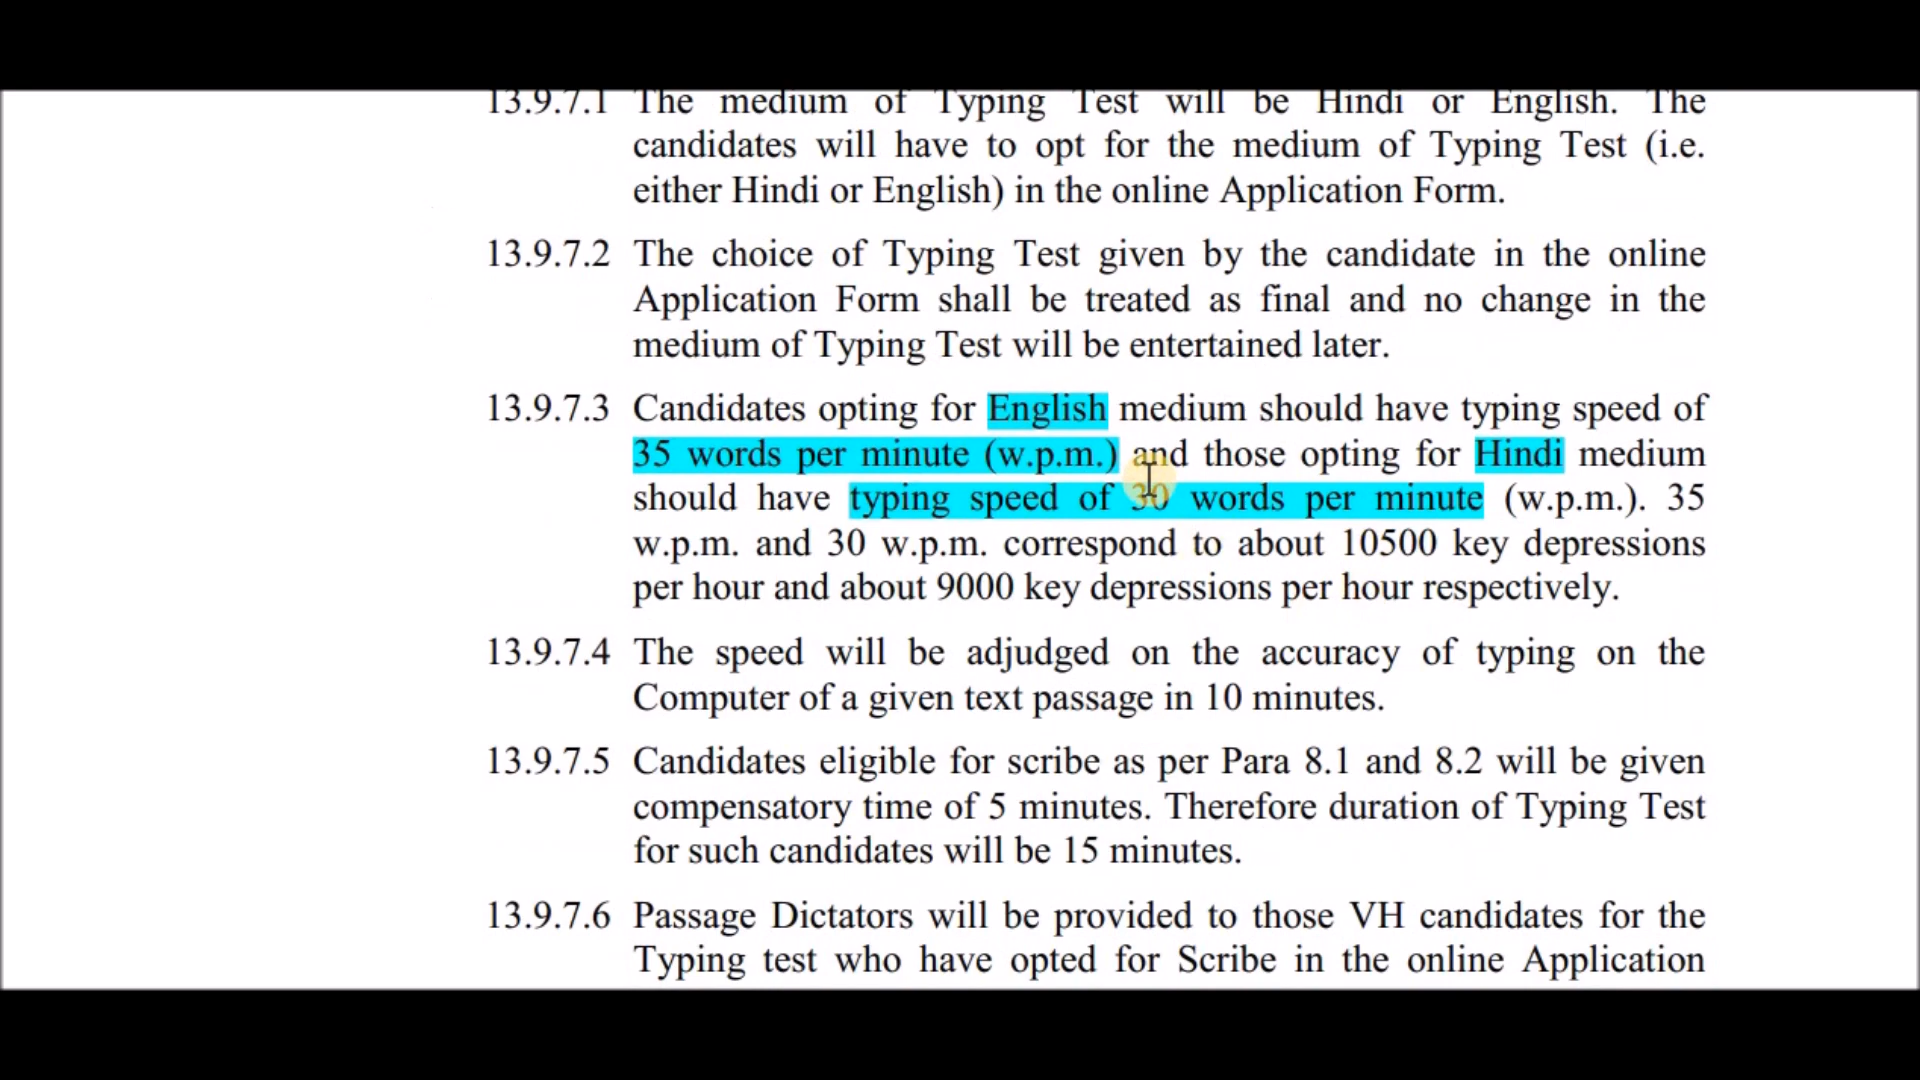 13.9.7.1 The medium of Typing Test will be Hindi or English. The
candidates will have to opt for the medium of Typing Test (i.e.
either Hindi or English) in the online Application Form.
13.9.7.2 The choice of Typing Test given by the candidate in the online
Application Form shall be treated as final and no change in the
medium of Typing Test will be entertained later.
13.9.7.3 Candidates opting for English medium should have typing speed of
35 words per minute (w.p.m.) and those opting for Hindi medium
should have typing speed of 30 words per minute (w.p.m.). 35
w.p.m. and 30 w.p.m. correspond to about 10500 key depressions
per hour and about 9000 key depressions per hour respectively.
13.9.7.4 The speed will be adjudged on the accuracy of typing on the
Computer of a given text passage in 10 minutes.
13.9.7.5 Candidates eligible for scribe as per Para 8.1 and 8.2 will be given
compensatory time of 5 minutes. Therefore duration of Typing Test
for such candidates will be 15 minutes.
13.9.7.6 Passage Dictators will be provided to those VH candidates for the
Typing test who have opted for Scribe in the online Application